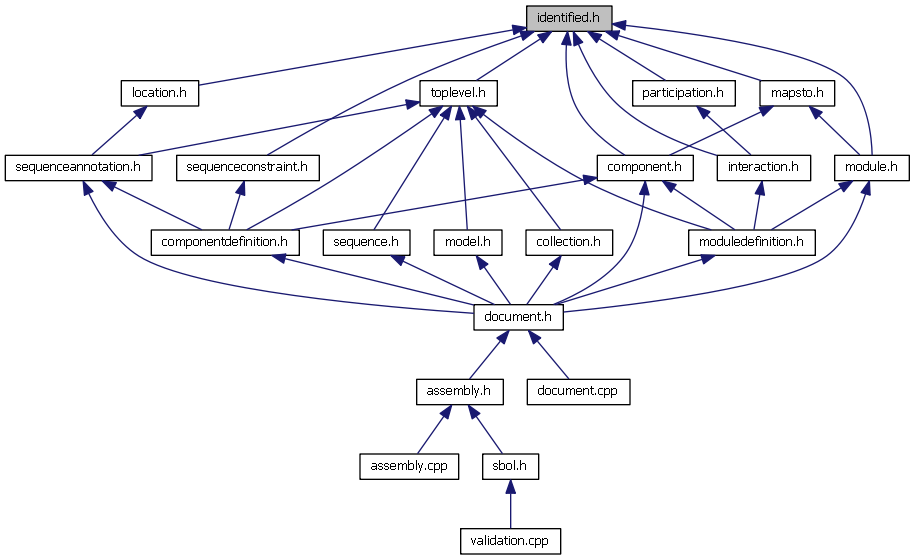 identified.h
location.h
toplevel.h
participation.h
mapsto.h
sequenceannotation.h
sequenceconstraint.h
component.h
interaction.h
module.h
componentdefinition.h
sequence.h
model.h
collection.h
moduledefinition.h
document.h
assembly.h
document.cpp
assembly.cpp
sbol.h
validation.cpp